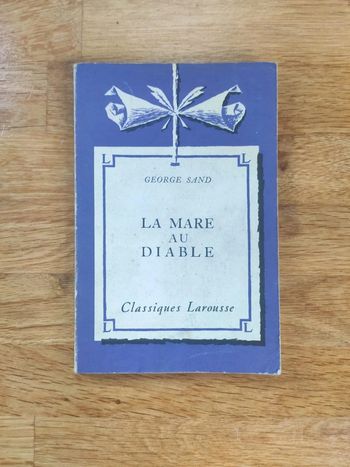 L L
GEORGE SAND
LA MARE
AU
DIABLE
Classiques Larousse
L L